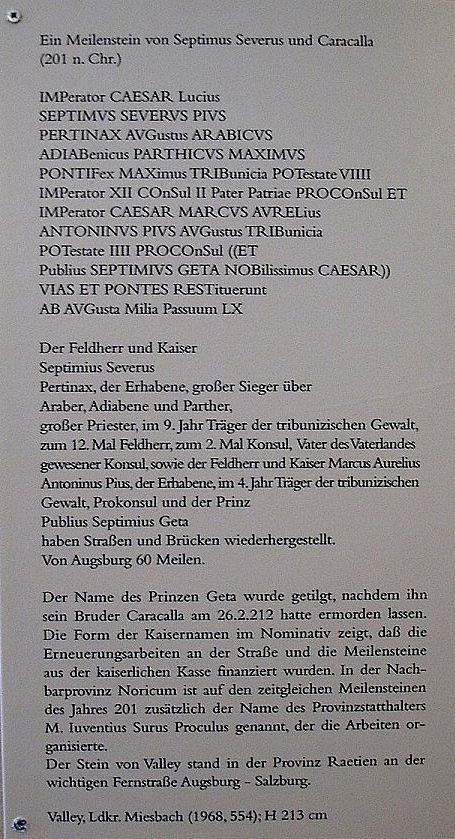 Ein Meilenstein von Septimus Severus und Caracalla
(201 n. Chr.)
IMPerator CAESAR Lucius
SEPTIMVS SEVERVS PIVS
PERTINAX AVGustus ARABICVS
ADIABenicus PARTHICVS MAXIMVS
PONTIFex MAXimus TRIBunicia POTestate VIIII
IMPerator XII COnSul II Pater Patriae PROCOnSul ET
IMPerator CAESAR MARCVS AVRELius
ANTONINVS PIVS AVGustus TRIBunicia
POTestate IIII PROCOnSul ((ET
Publius SEPTIMIVS GETA NOBilissimus CAESAR))
VIAS ET PONTES RESTituerunt
AB AVGusta Milia Passuum LX
Der Feldherr und Kaiser
Septimius Severus
Pertinax, der Erhabene, großer Sieger über
Araber, Adiabene und Parther,
großer Priester, im 9. Jahr Träger der tribunizischen Gewalt,
zum 12. Mal Feldherr, zum 2. Mal Konsul, Vater des Vaterlandes
gewesener Konsul, sowie der Feldherr und Kaiser Marcus Aurelius
Antoninus Pius, der Erhabene, im 4. Jahr Träger der tribunizischen
Gewalt, Prokonsul und der Prinz
Publius Septimius Geta
haben Straßen und Brücken wiederhergestellt.
Von Augsburg 60 Meilen.
Der Name des Prinzen Geta wurde getilgt, nachdem ihn
sein Bruder Caracalla am 26.2.212 hatte ermorden lassen.
Die Form der Kaisernamen im Nominativ zeigt, daß die
Erneuerungsarbeiten an der Straße und die Meilensteine
aus der kaiserlichen Kasse finanziert wurden. In der Nach-
barprovinz Noricum ist auf den zeitgleichen Meilensteinen
des Jahres 201 zusätzlich der Name des Provinzstatthalters
M. Iuventius Surus Proculus genannt, der die Arbeiten or-
ganisierte.
Der Stein von Valley stand in der Provinz Raetien an der
wichtigen Fernstraße Augsburg – Salzburg.
Valley, Ldkr. Miesbach (1968, 554); H 213 cm